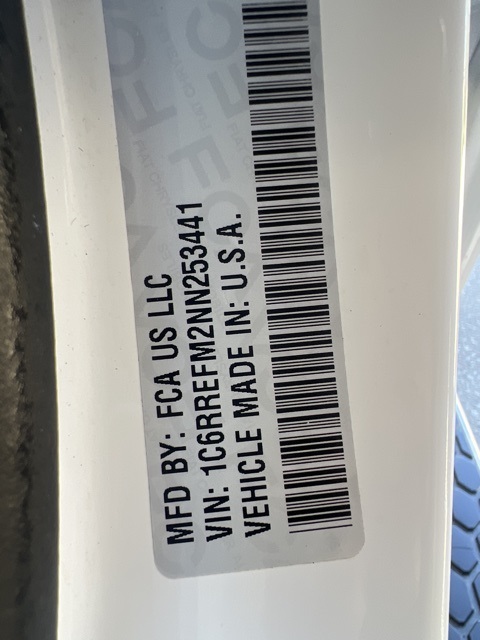 MFD BY: FCA US LLC
VIN: 1C6RREFM2NN253441
VEHICLE MADE IN: U.S.A.